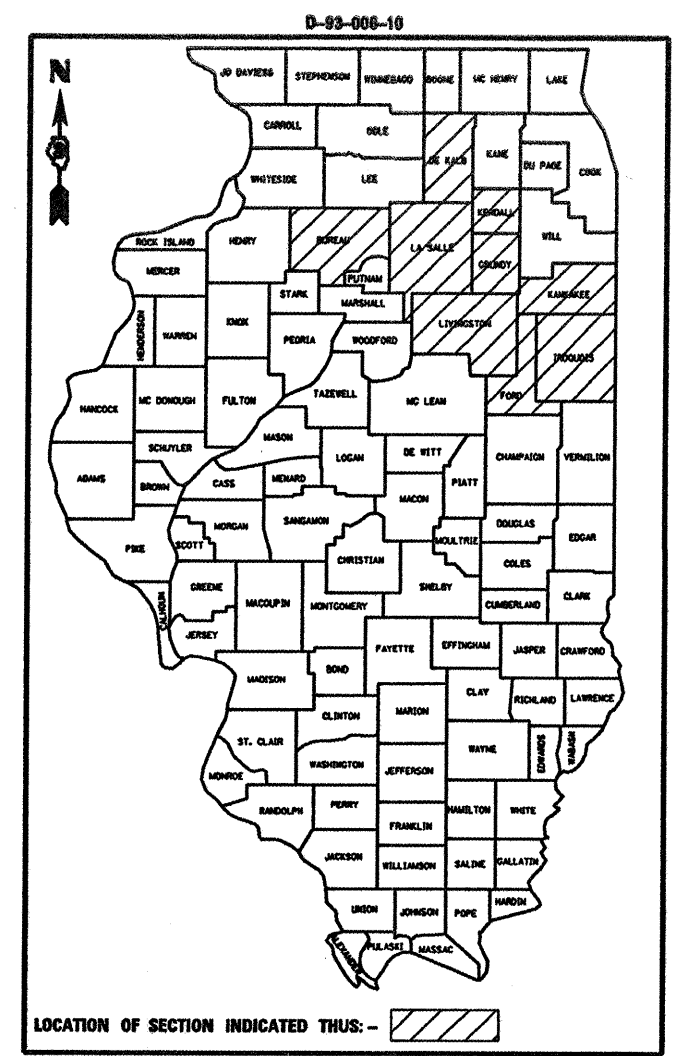 D-93-006-10
N
JO DAVIESS STEPHENSON WINNEBAGO BOONE MC HENRY LAKE
CARROLL OGLE DE KALB KANE DU PAGE COOK
WHITESIDE LEE
KENDALL
ROCK ISLAND HENRY BUREAU LA SALLE WILL
MERCER PUTNAM GRUNDY
STARK MARSHALL KANKAKEE
HENDERSON WARREN KNOX PEORIA WOODFORD LIVINGSTON IROQUOIS
HANCOCK MC DONOUGH FULTON TAZEWELL MC LEAN FORD
SCHUYLER MASON
ADAMS BROWN CASS MENARD LOGAN DE WITT PIATT CHAMPAIGN VERMILION
MACON
PIKE SCOTT MORGAN SANGAMON CHRISTIAN MOULTRIE DOUGLAS EDGAR
COLES
CALHOUN GREENE MACOUPIN MONTGOMERY SHELBY CUMBERLAND CLARK
JERSEY FAYETTE EFFINGHAM JASPER CRAWFORD
MADISON BOND
CLAY RICHLAND LAWRENCE
CLINTON MARION
ST. CLAIR WASHINGTON WAYNE EDWARDS WABASH
MONROE JEFFERSON
RANDOLPH PERRY HAMILTON WHITE
FRANKLIN
JACKSON WILLIAMSON SALINE GALLATIN
UNION JOHNSON POPE HARDIN
ALEXANDER PULASKI MASSAC
LOCATION OF SECTION INDICATED THUS: -